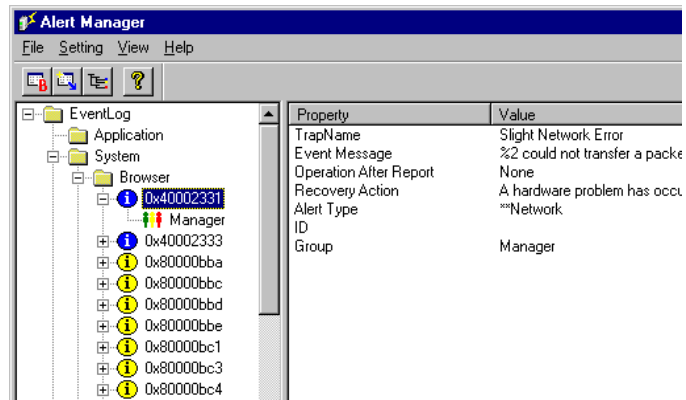 Alert Manager
File Setting View Help
B
?
EventLog
Application
System
Browser
0x40002331
Manager
0x40002333
0x80000bba
0x80000bbc
0x80000bbd
0x80000bbe
0x80000bc1
0x80000bc3
0x80000bc4
Property Value
TrapName Slight Network Error
Event Message %2 could not transfer a packe
Operation After Report None
Recovery Action A hardware problem has occu
Alert Type **Network
ID
Group Manager